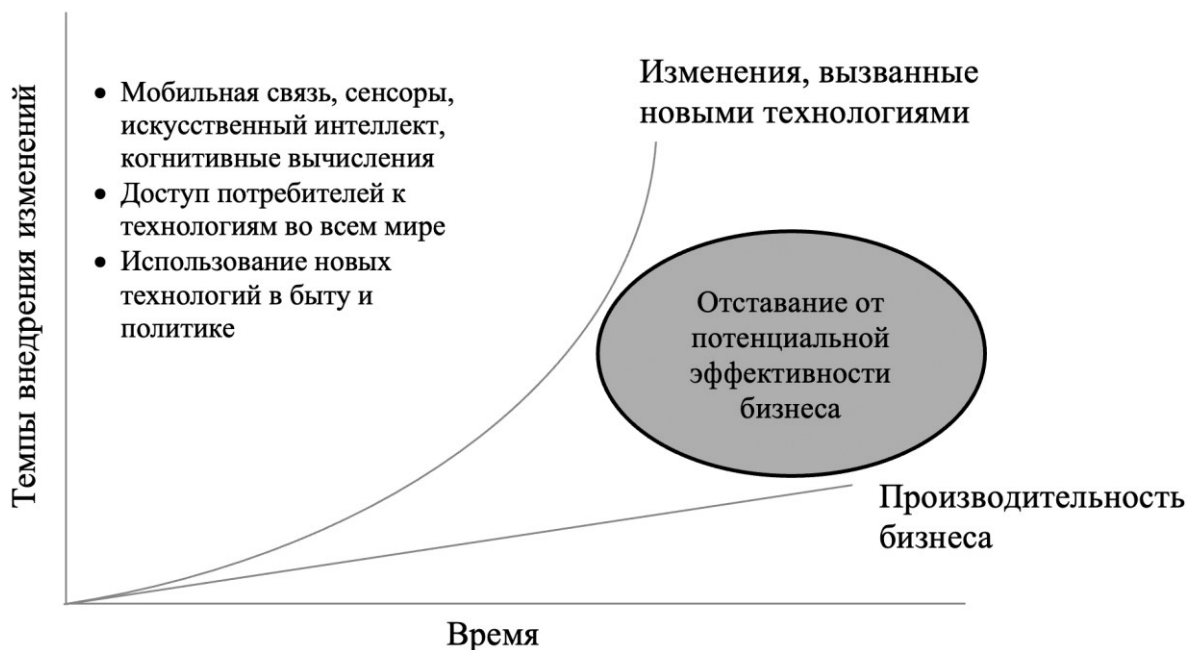 Темпы внедрения изменений
• Мобильная связь, сенсоры,
искусственный интеллект,
когнитивные вычисления
• Доступ потребителей к
технологиям во всем мире
• Использование новых
технологий в быту и
политике
Изменения, вызванные
новыми технологиями
Отставание от
потенциальной
эффективности
бизнеса
Производительность
бизнеса
Время